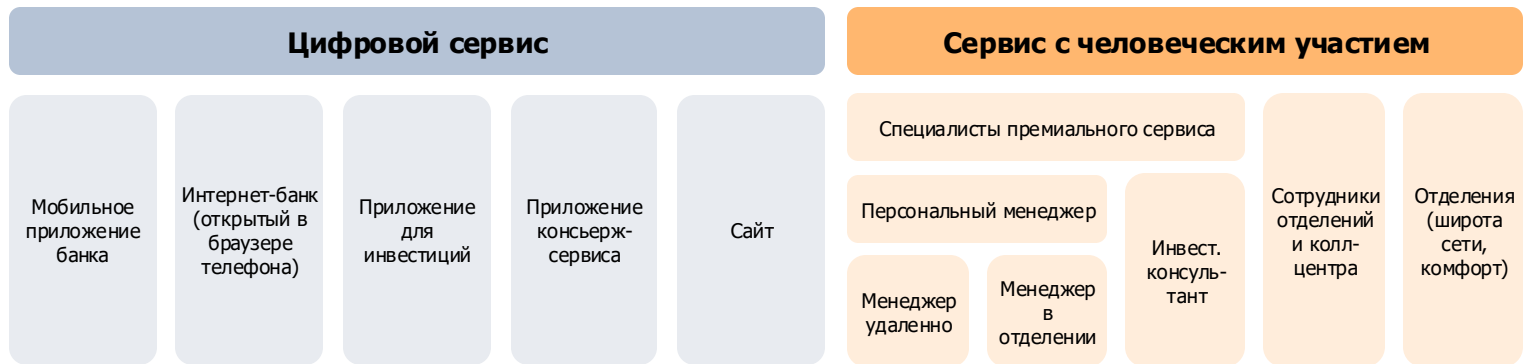 Цифровой сервис
Сервис с человеческим участием
Мобильное
приложение
банка
Интернет-банк
(открытый в
браузере
телефона)
Приложение
для
инвестиций
Приложение
консьерж-
сервиса
Сайт
Специалисты премиального сервиса
Персональный менеджер
Менеджер
удаленно
Менеджер
в
отделении
Инвест.
консуль-
тант
Сотрудники
отделений
и колл-
центра
Отделения
(широта
сети,
комфорт)